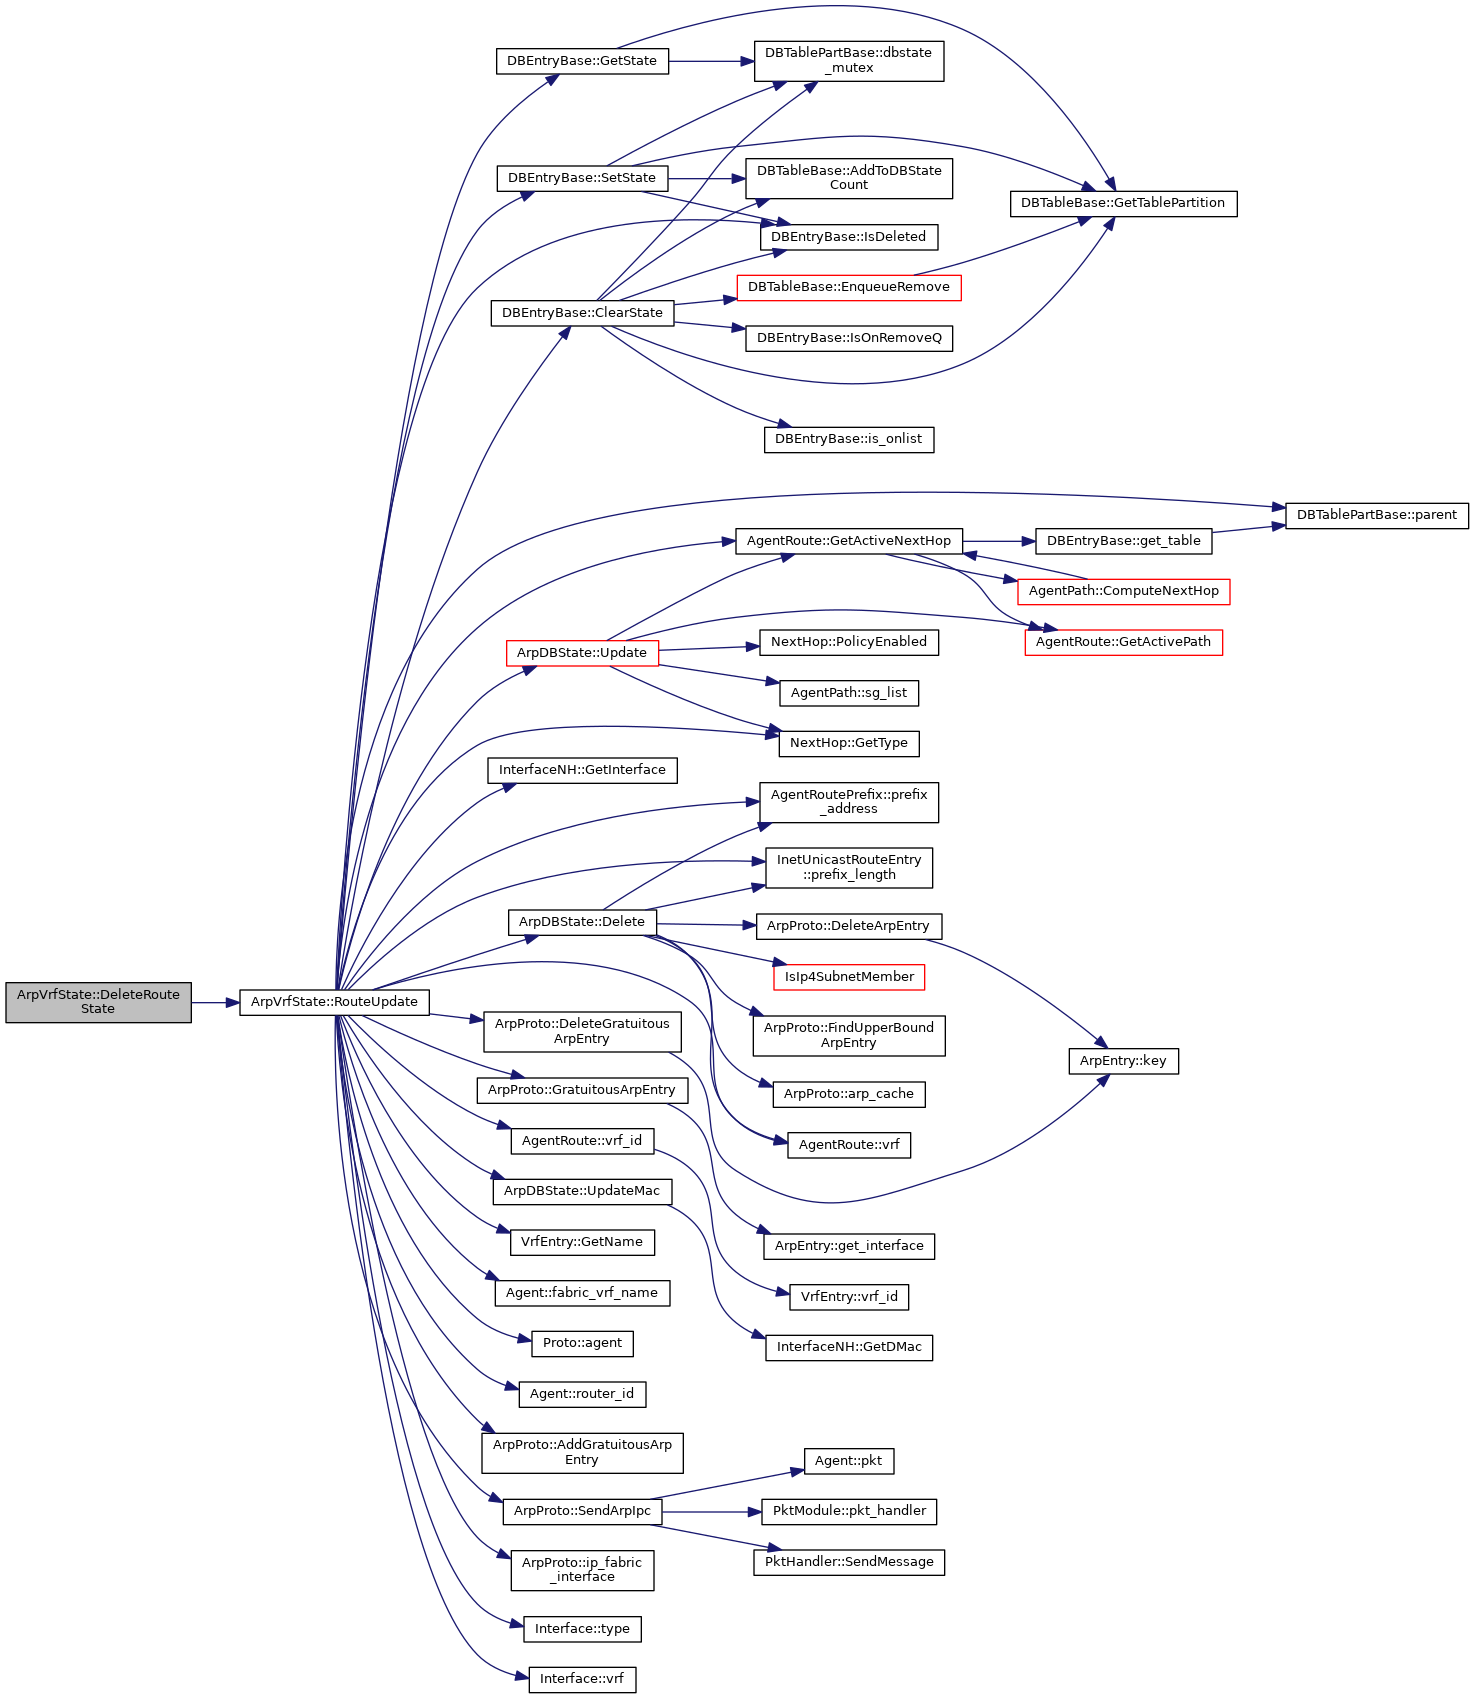 DBEntryBase::GetState
DBTablePartBase::dbstate
_mutex
DBEntryBase::SetState
DBTableBase::AddToDBState
Count
DBTableBase::GetTablePartition
DBEntryBase::IsDeleted
DBTableBase::EnqueueRemove
DBEntryBase::ClearState
DBEntryBase::IsOnRemoveQ
DBEntryBase::is_onlist
DBTablePartBase::parent
AgentRoute::GetActiveNextHop
DBEntryBase::get_table
AgentPath::ComputeNextHop
AgentRoute::GetActivePath
ArpDBState::Update
NextHop::PolicyEnabled
AgentPath::sg_list
NextHop::GetType
InterfaceNH::GetInterface
AgentRoutePrefix::prefix
_address
InetUnicastRouteEntry
::prefix_length
ArpDBState::Delete
ArpProto::DeleteArpEntry
IsIp4SubnetMember
ArpVrfState::DeleteRoute
State
ArpVrfState::RouteUpdate
ArpProto::DeleteGratuitous
ArpEntry
ArpProto::FindUpperBound
ArpEntry
ArpEntry::key
ArpProto::GratuitousArpEntry
ArpProto::arp_cache
AgentRoute::vrf_id
AgentRoute::vrf
ArpDBState::UpdateMac
VrfEntry::GetName
ArpEntry::get_interface
Agent::fabric_vrf_name
VrfEntry::vrf_id
Proto::agent
InterfaceNH::GetDMac
Agent::router_id
ArpProto::AddGratuitousArp
Entry
Agent::pkt
ArpProto::SendArpIpc
PktModule::pkt_handler
ArpProto::ip_fabric
_interface
PktHandler::SendMessage
Interface::type
Interface::vrf